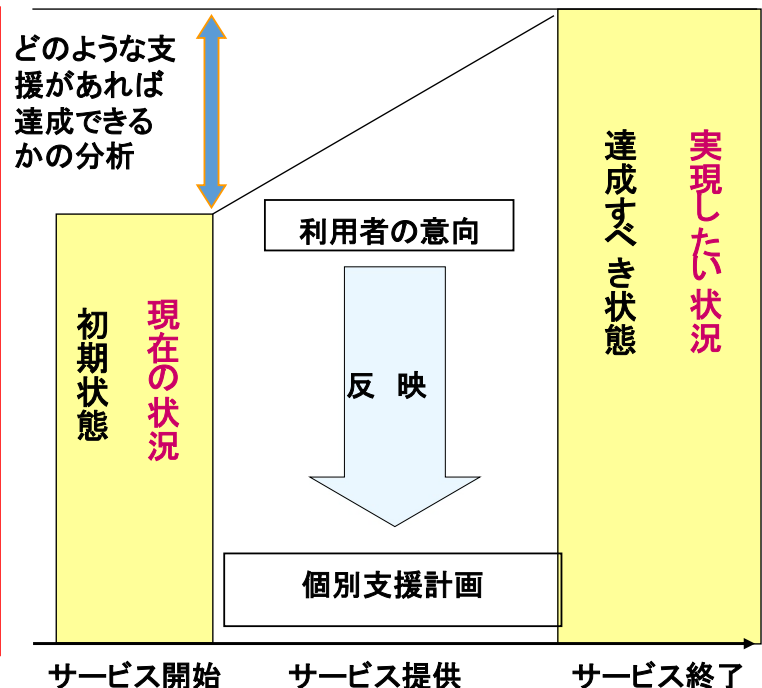 どのような支
援があれば
達成できる
かの分析
利用者の意向
反 映
個別支援計画
現在の状況
初期状態
実現したい状況
達成すべき状態
サービス開始
サービス提供
サービス終了